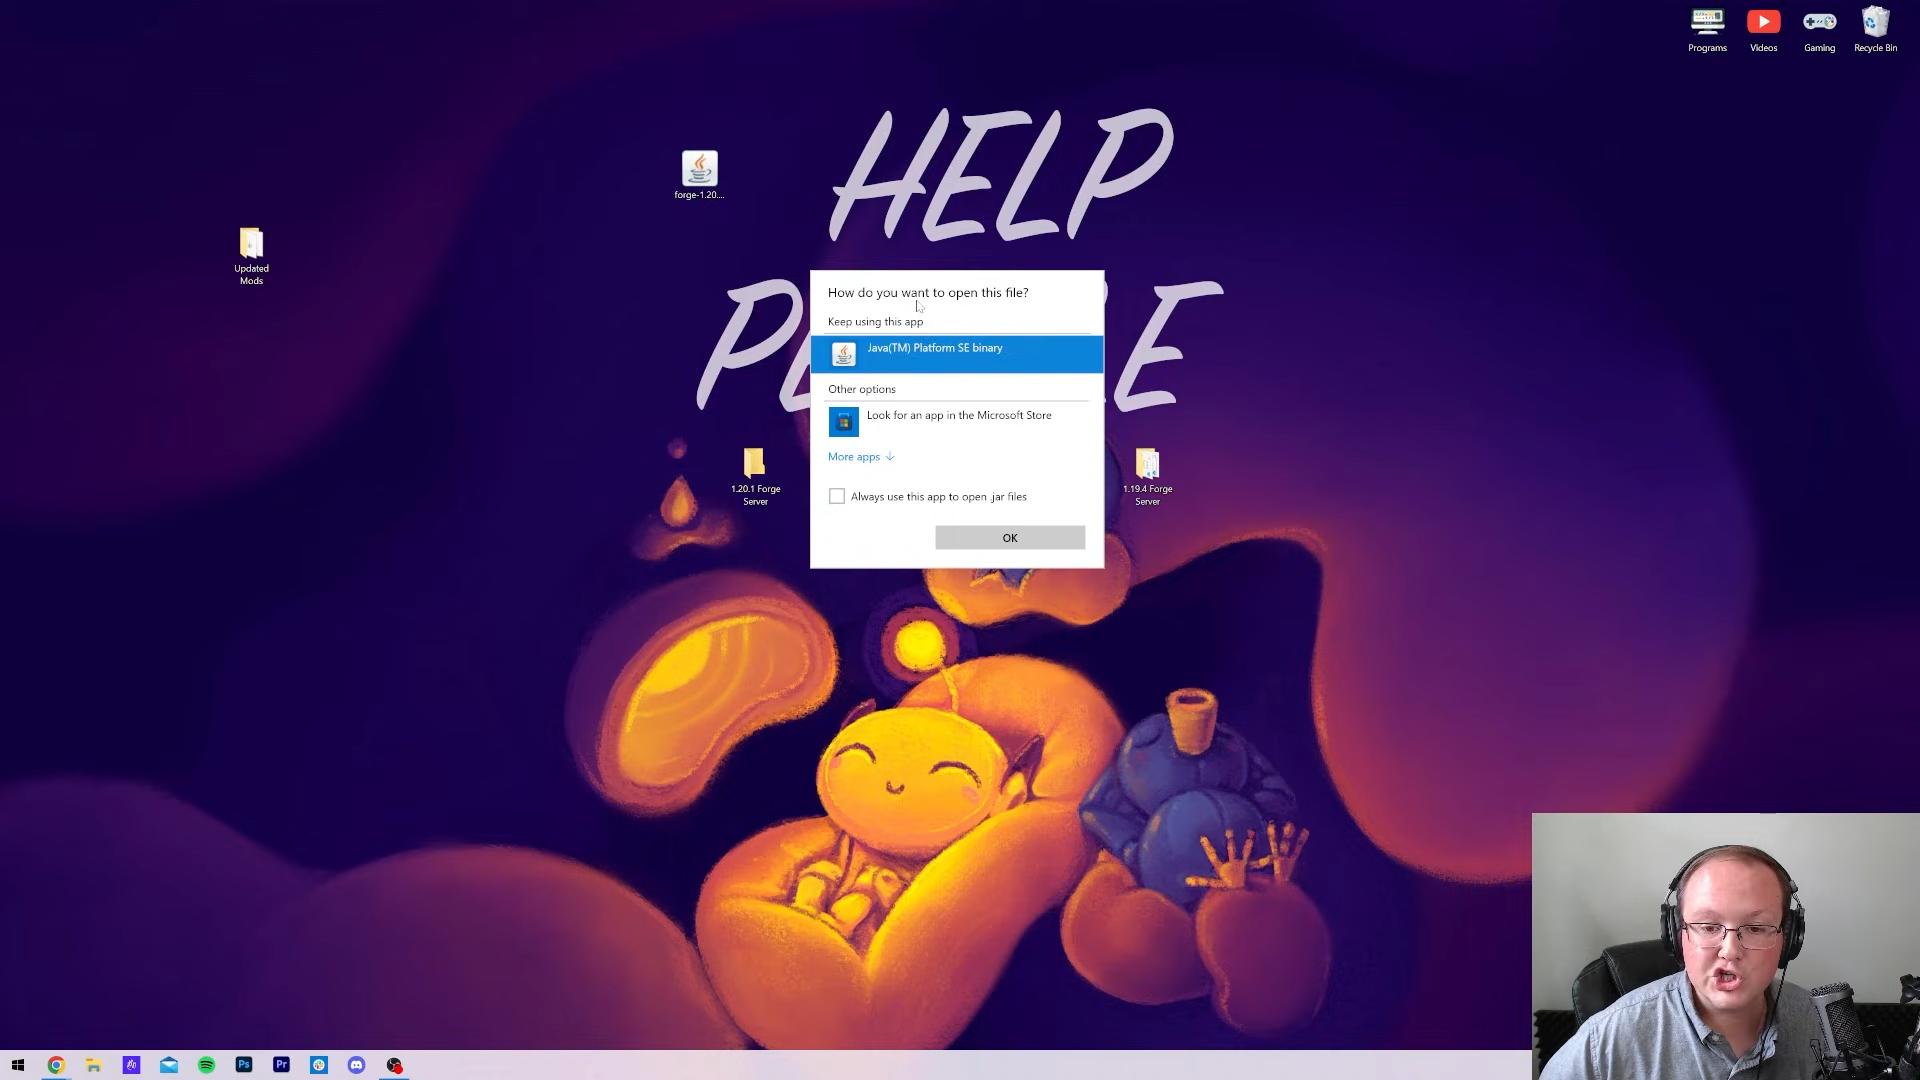 Programs
Videos
Gaming
Recycle Bin
HELP
forge-1.20....
Updated
Mods
How do you want to open this file?
Keep using this app
Java(TM) Platform SE binary
Other options
Look for an app in the Microsoft Store
More apps
Always use this app to open .jar files
OK
1.20.1 Forge
Server
1.19.4 Forge
Server
Ps
Pr